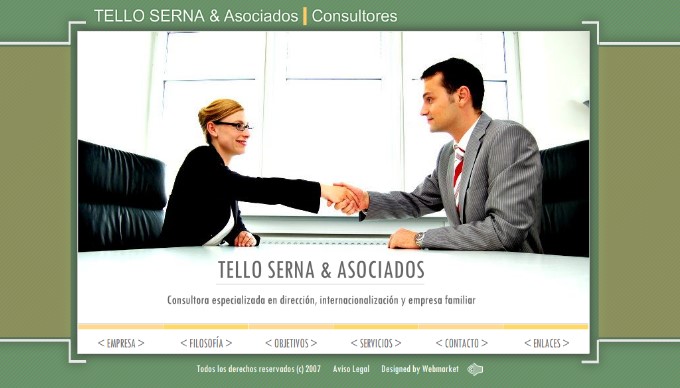 TELLO SERNA & Asociados | Consultores
TELLO SERNA & ASOCIADOS
Consultora especializada en dirección, internacionalización y empresa familiar
< EMPRESA > < FILOSOFÍA > < OBJETIVOS > < SERVICIOS > < CONTACTO > < ENLACES >
Todos los derechos reservados (c) 2007 Aviso Legal Designed by Webmarket